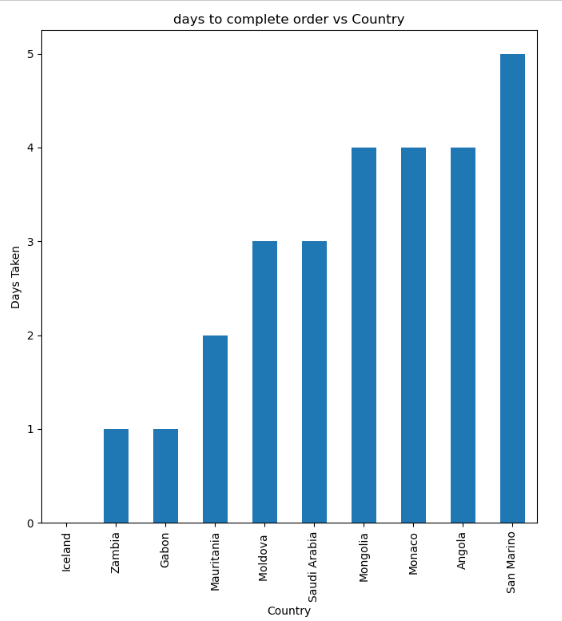 days to complete order vs Country
Days Taken
5
4
3
2
1
0
Iceland
Zambia
Gabon
Mauritania
Moldova
Saudi Arabia
Mongolia
Monaco
Angola
San Marino
Country